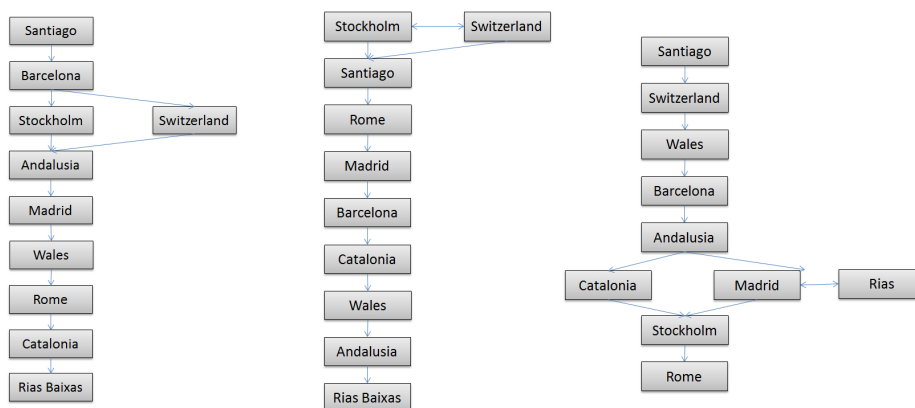 Santiago
Barcelona
Stockholm
Switzerland
Andalusia
Madrid
Wales
Rome
Catalonia
Rias Baixas
Stockholm
Switzerland
Santiago
Rome
Madrid
Barcelona
Catalonia
Wales
Andalusia
Rias Baixas
Santiago
Switzerland
Wales
Barcelona
Andalusia
Catalonia
Madrid
Rias
Stockholm
Rome